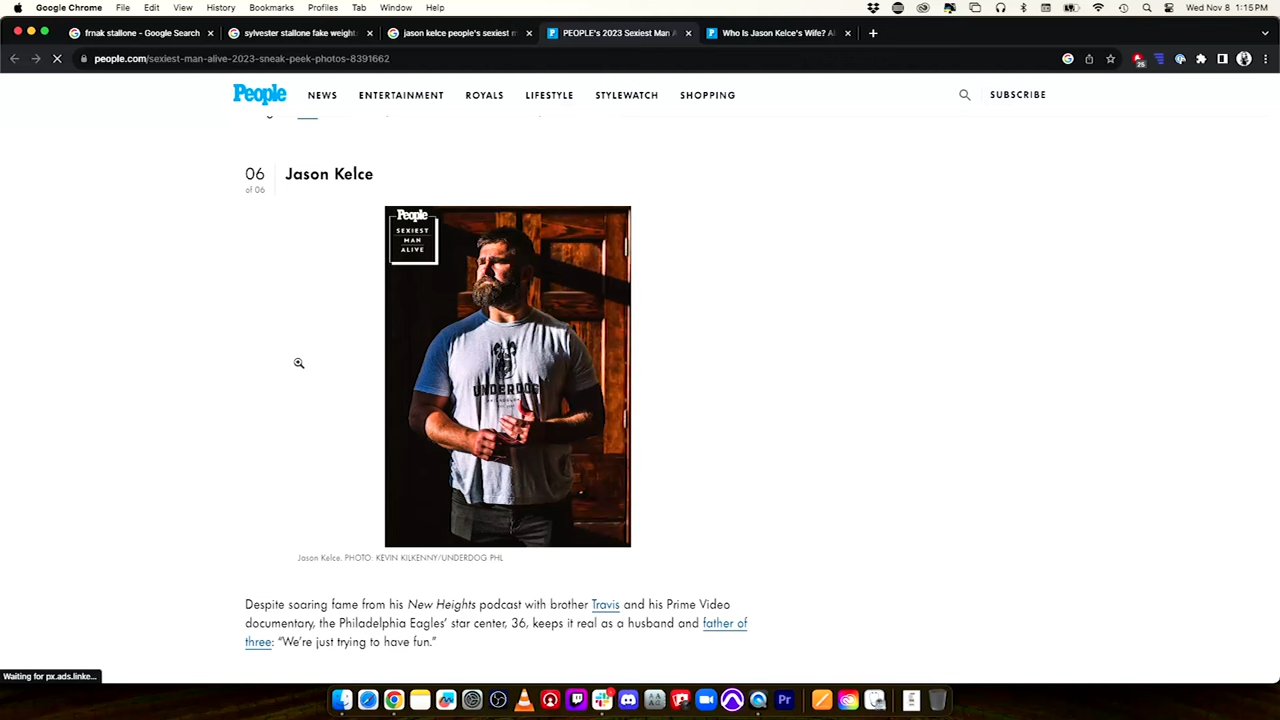 Google Chrome File Edit View History Bookmarks Profiles Tab Window Help Wed Nov 8 1:15PM
frnak stallone - Google Search
sylvester stallone fake weight
jason kelce people's sexiest m
PEOPLE's 2023 Sexiest Man A
Who Is Jason Kelce's Wife? Al
people.com/sexiest-man-alive-2023-sneak-peek-photos-8391662
25
People NEWS ENTERTAINMENT ROYALS LIFESTYLE STYLEWATCH SHOPPING SUBSCRIBE
06 Jason Kelce
of 06
People
SEXIEST
MAN
ALIVE
UNDERDOG
Jason Kelce. PHOTO: KEVIN KILKENNY/UNDERDOG PHL
Despite soaring fame from his New Heights podcast with brother Travis and his Prime Video
documentary, the Philadelphia Eagles' star center, 36, keeps it real as a husband and father of
three: "We're just trying to have fun."
Waiting for px.ads.linke...
Pr